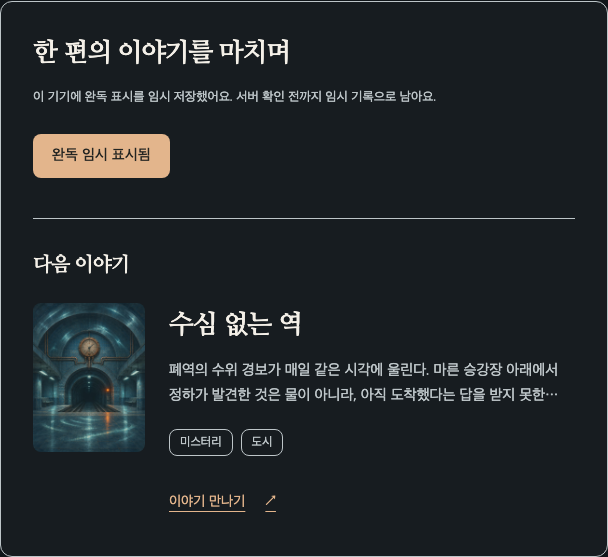 한 편의 이야기를 마치며
이 기기에 완독 표시를 임시 저장했어요. 서버 확인 전까지 임시 기록으로 남아요.
완독 임시 표시됨
다음 이야기
수심 없는 역
폐역의 수위 경보가 매일 같은 시각에 울린다. 마른 승강장 아래에서
정하가 발견한 것은 물이 아니라, 아직 도착했다는 답을 받지 못한…
미스터리
도시
이야기 만나기 ↗